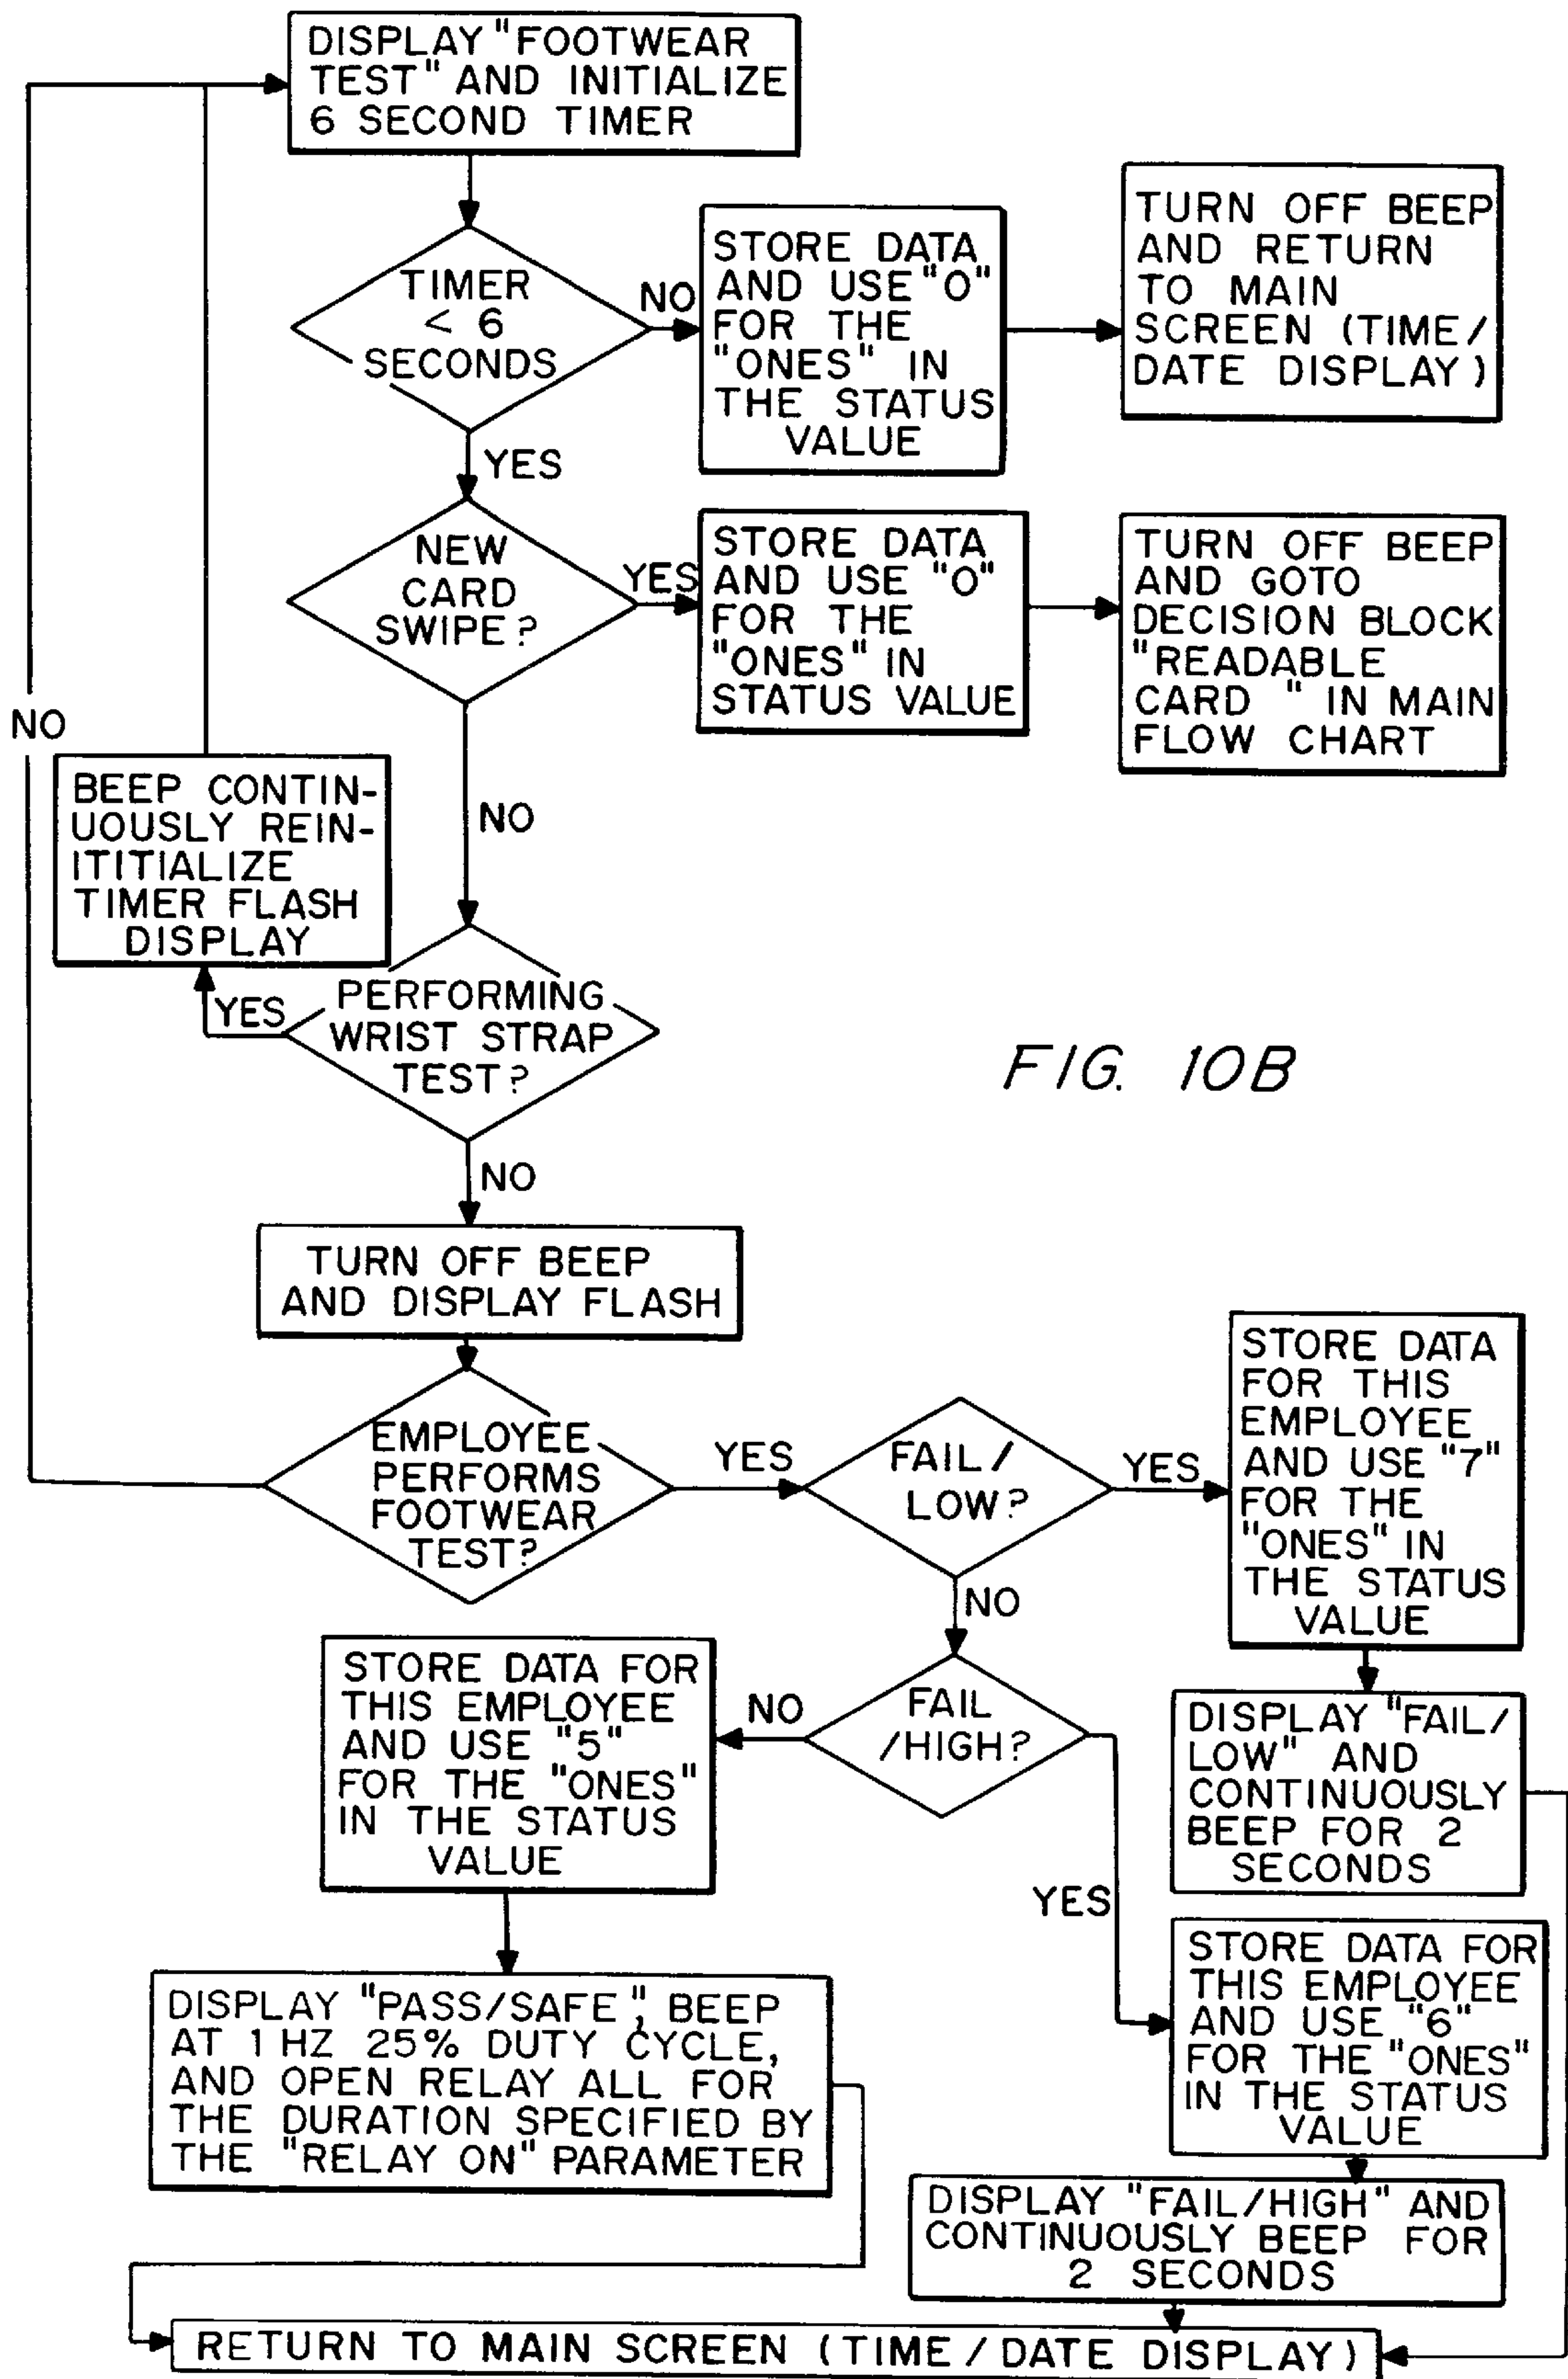 DISPLAY "FOOTWEAR
TEST" AND INITIALIZE
6 SECOND TIMER
TIMER
< 6
SECONDS
NO
STORE DATA
AND USE "0"
FOR THE
"ONES" IN
THE STATUS
VALUE
TURN OFF BEEP
AND RETURN
TO MAIN
SCREEN (TIME/
DATE DISPLAY)
YES
NEW
CARD
SWIPE?
YES
STORE DATA
AND USE "0"
FOR THE
"ONES" IN
STATUS VALUE
TURN OFF BEEP
AND GOTO
DECISION BLOCK
"READABLE
CARD " IN MAIN
FLOW CHART
NO
NO
BEEP CONTIN-
UOUSLY REIN-
ITITIALIZE
TIMER FLASH
DISPLAY
YES
PERFORMING
WRIST STRAP
TEST?
FIG. 10B
NO
TURN OFF BEEP
AND DISPLAY FLASH
EMPLOYEE
PERFORMS
FOOTWEAR
TEST?
YES
FAIL/
LOW?
YES
STORE DATA
FOR THIS
EMPLOYEE
AND USE "7"
FOR THE
"ONES" IN
THE STATUS
VALUE
NO
STORE DATA FOR
THIS EMPLOYEE
AND USE "5"
FOR THE "ONES"
IN THE STATUS
VALUE
NO
FAIL
/HIGH?
DISPLAY "FAIL/
LOW" AND
CONTINUOUSLY
BEEP FOR 2
SECONDS
YES
STORE DATA FOR
THIS EMPLOYEE
AND USE "6"
FOR THE "ONES"
IN THE STATUS
VALUE
DISPLAY "PASS/SAFE", BEEP
AT 1 HZ 25% DUTY CYCLE,
AND OPEN RELAY ALL FOR
THE DURATION SPECIFIED BY
THE "RELAY ON" PARAMETER
DISPLAY "FAIL/HIGH" AND
CONTINUOUSLY BEEP FOR
2 SECONDS
RETURN TO MAIN SCREEN (TIME/DATE DISPLAY)